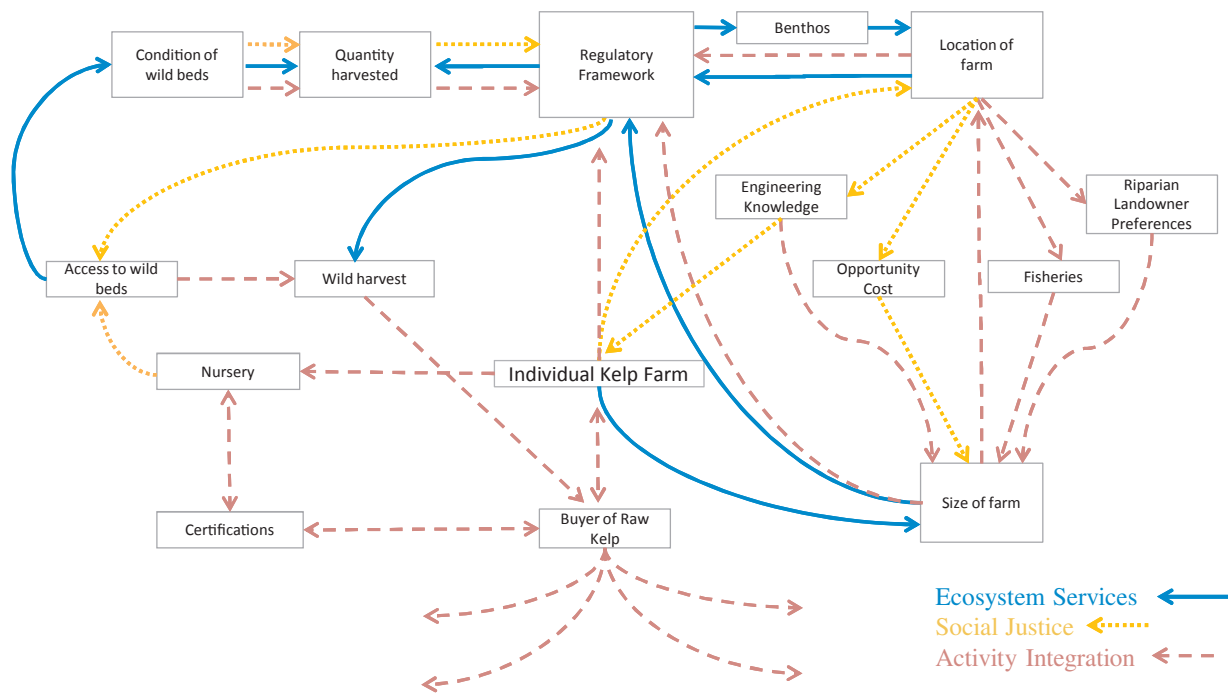 Condition of
wild beds
Quantity
harvested
Regulatory
Framework
Benthos
Location of
farm
Engineering
Knowledge
Riparian
Landowner
Preferences
Access to wild
beds
Wild harvest
Opportunity
Cost
Fisheries
Nursery
Individual Kelp Farm
Certifications
Buyer of Raw
Kelp
Size of farm
Ecosystem Services
Social Justice
Activity Integration